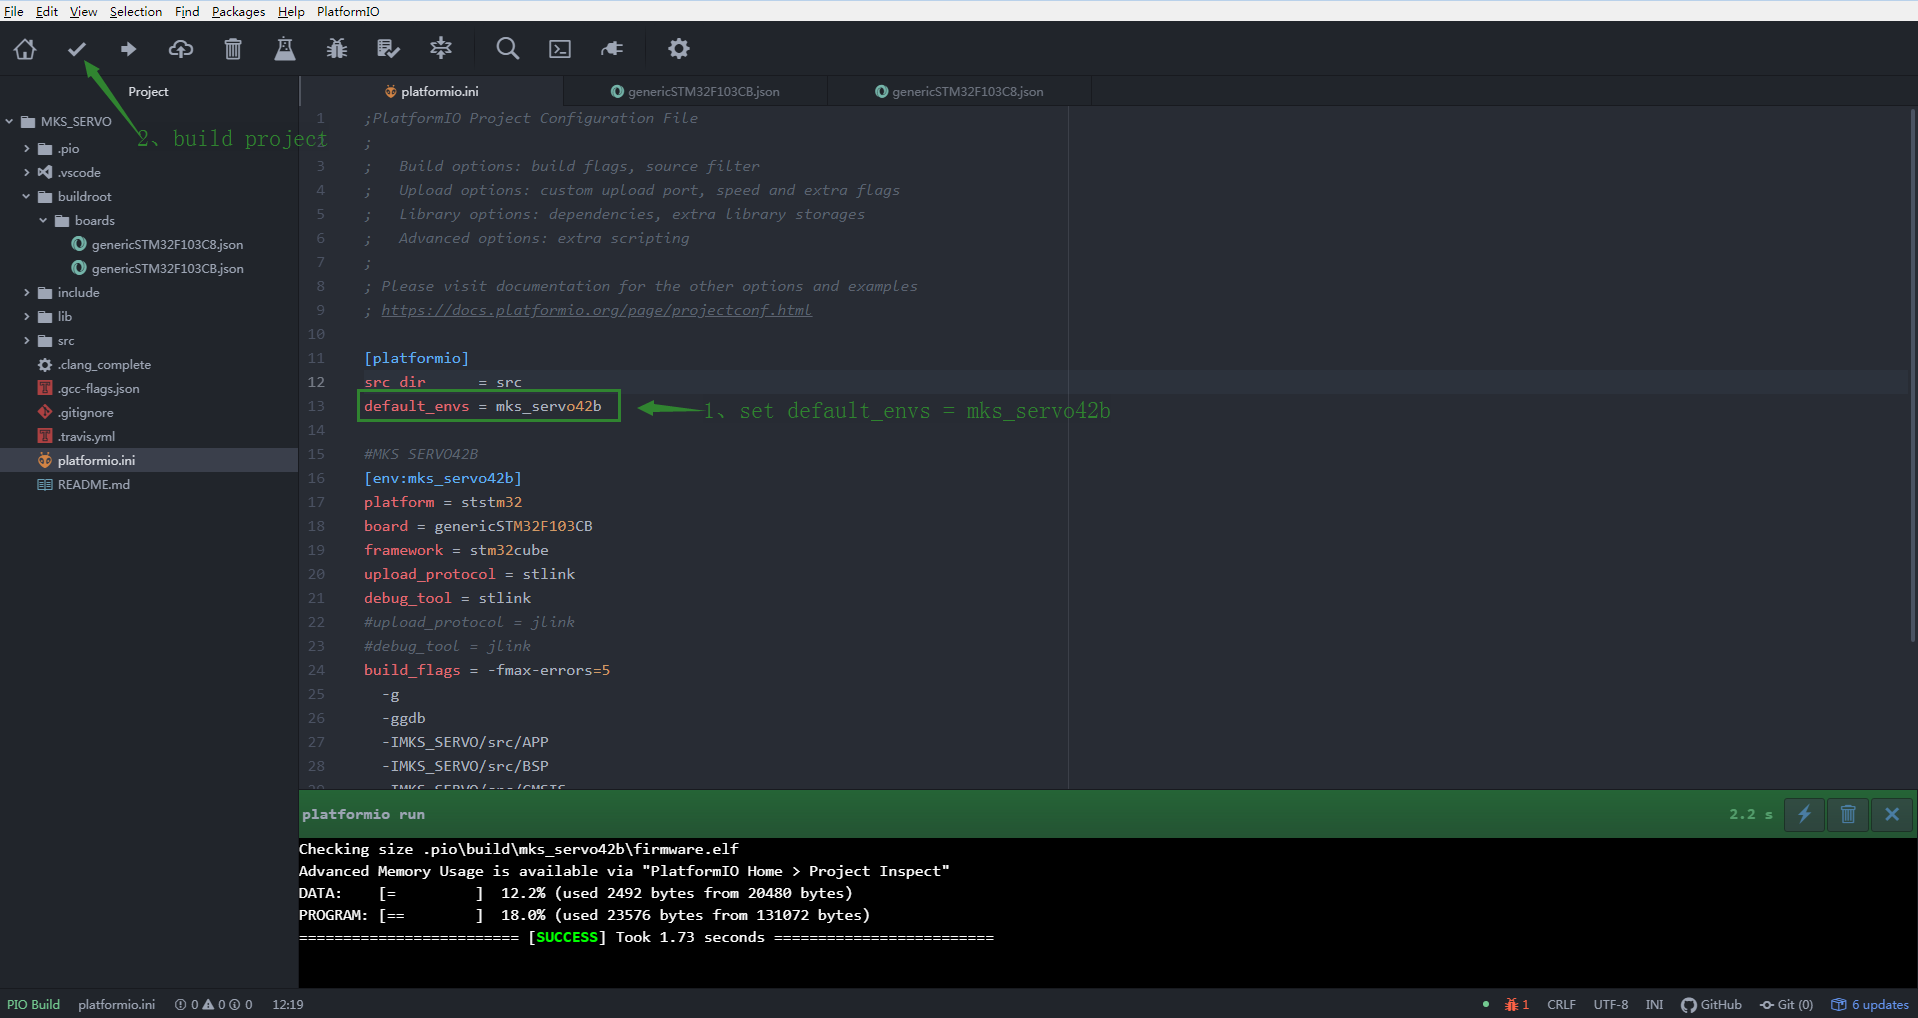 File Edit View Selection Find Packages Help PlatformIO
Project
platformio.ini genericSTM32F103CB.json genericSTM32F103C8.json
2、build project
MKS_SERVO
.pio
.vscode
buildroot
boards
genericSTM32F103C8.json
genericSTM32F103CB.json
include
lib
src
.clang_complete
.gcc-flags.json
.gitignore
.travis.yml
platformio.ini
README.md
1 ;PlatformIO Project Configuration File
2 ;
3 ;   Build options: build flags, source filter
4 ;   Upload options: custom upload port, speed and extra flags
5 ;   Library options: dependencies, extra library storages
6 ;   Advanced options: extra scripting
7 ;
8 ; Please visit documentation for the other options and examples
9 ; https://docs.platformio.org/page/projectconf.html
10
11 [platformio]
12 src_dir      = src
13 default_envs = mks_servo42b
1、set default_envs = mks_servo42b
14
15 #MKS SERVO42B
16 [env:mks_servo42b]
17 platform = ststm32
18 board = genericSTM32F103CB
19 framework = stm32cube
20 upload_protocol = stlink
21 debug_tool = stlink
22 #upload_protocol = jlink
23 #debug_tool = jlink
24 build_flags = -fmax-errors=5
25   -g
26   -ggdb
27   -IMKS_SERVO/src/APP
28   -IMKS_SERVO/src/BSP
29   -IMKS_SERVO/src/CMSIS
platformio run 2.2 s
Checking size .pio\build\mks_servo42b\firmware.elf
Advanced Memory Usage is available via "PlatformIO Home > Project Inspect"
DATA:    [=         ]  12.2% (used 2492 bytes from 20480 bytes)
PROGRAM: [==        ]  18.0% (used 23576 bytes from 131072 bytes)
========================= [SUCCESS] Took 1.73 seconds =========================
PIO Build platformio.ini 0 0 0 12:19 1 CRLF UTF-8 INI GitHub Git (0) 6 updates